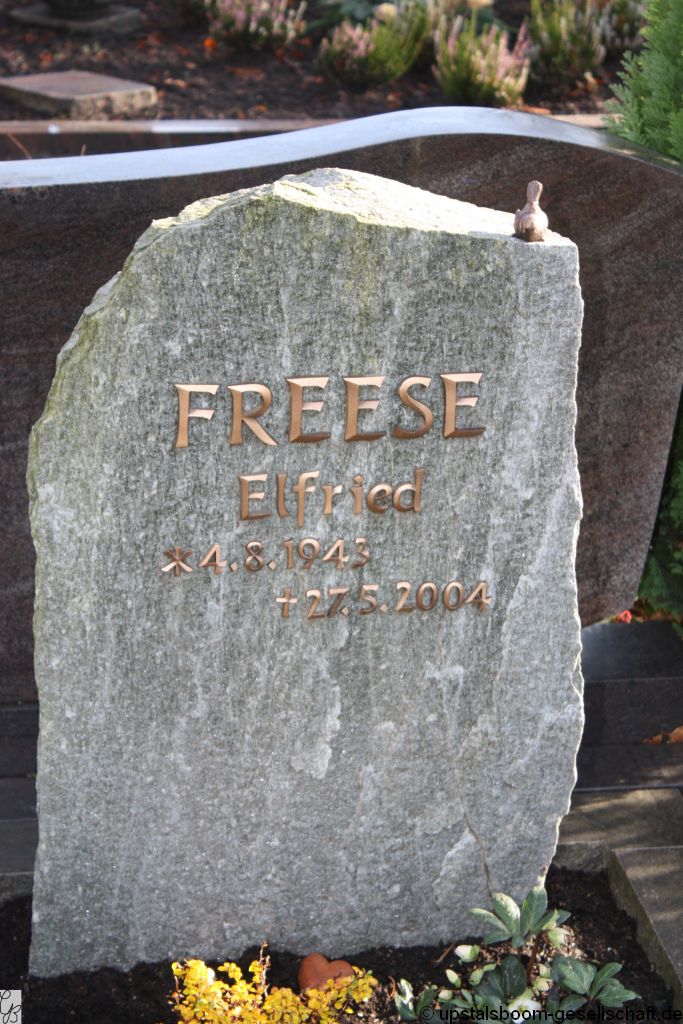 FREESE
Elfried
*4.8.1943
†27.5.2004
© upstalsboom-gesellschaft.de